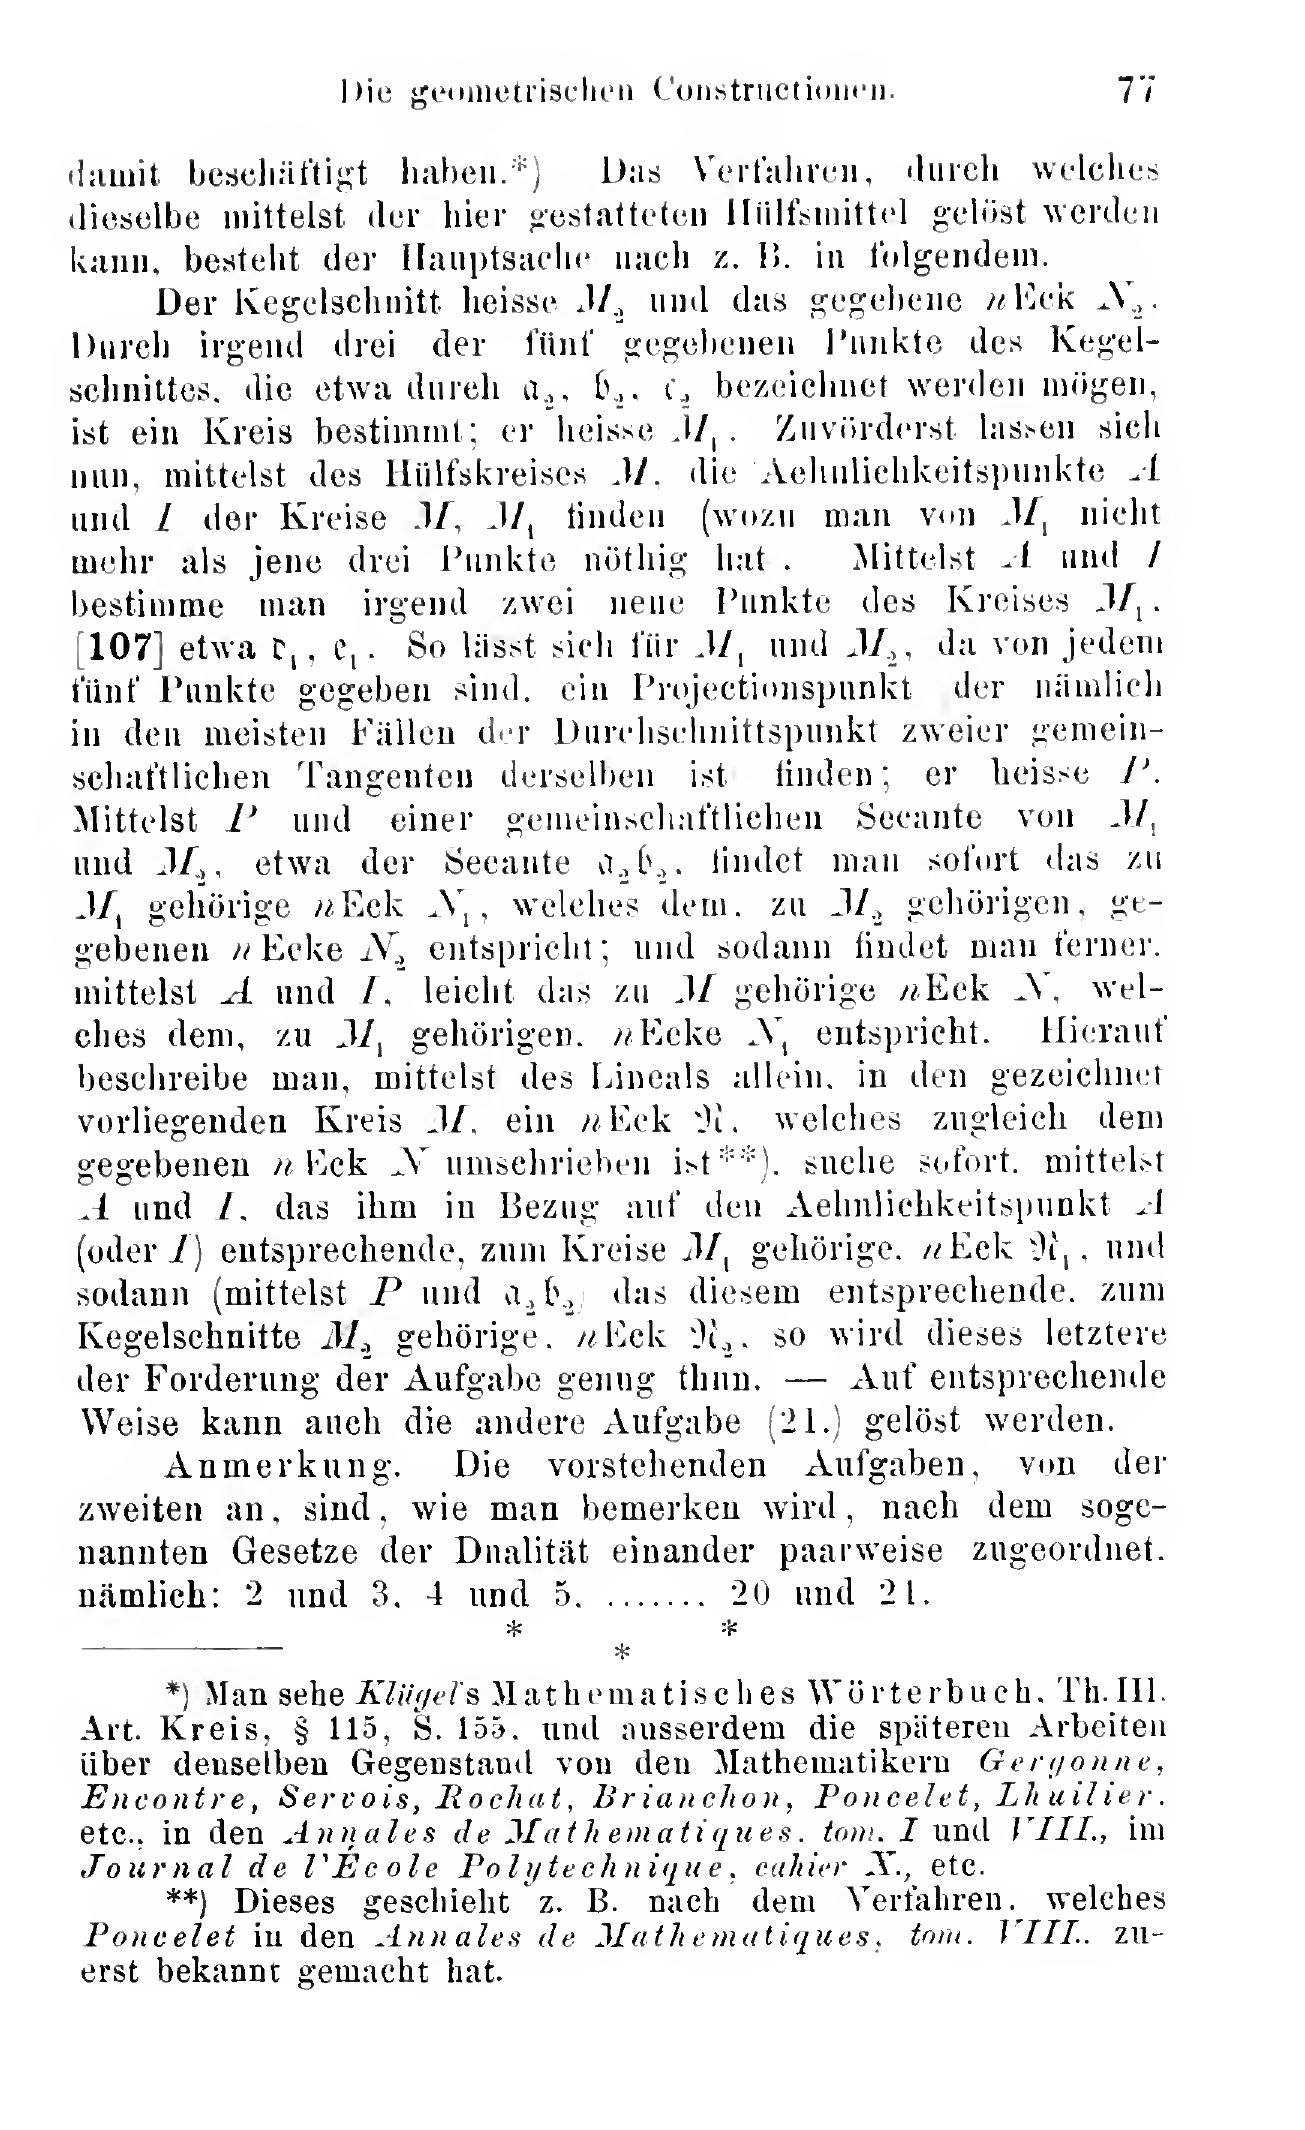 Die geometrischen Constructionen. 77
damit beschäftigt haben.*) Das Verfahren, durch welches
dieselbe mittelst der hier gestatteten Hülfsmittel gelöst werden
kann, besteht der Hauptsache nach z. B. in folgendem.
Der Kegelschnitt heisse M₂ und das gegebene nEck N₂.
Durch irgend drei der fünf gegebenen Punkte des Kegel-
schnittes, die etwa durch a₂, b₂, c₂ bezeichnet werden mögen,
ist ein Kreis bestimmt; er heisse M₁. Zuvörderst lassen sich
nun, mittelst des Hülfskreises M, die Aehnlichkeitspunkte A
und I der Kreise M, M₁ finden (wozu man von M₁ nicht
mehr als jene drei Punkte nöthig hat). Mittelst A und I
bestimme man irgend zwei neue Punkte des Kreises M₁,
[107] etwa r₁, e₁. So lässt sich für M₁ und M₂, da von jedem
fünf Punkte gegeben sind, ein Projectionspunkt (der nämlich
in den meisten Fällen der Durchschnittspunkt zweier gemein-
schaftlichen Tangenten derselben ist) finden; er heisse P.
Mittelst P und einer gemeinschaftlichen Secante von M₁
und M₂, etwa der Secante a₂b₂, findet man sofort das zu
M₁ gehörige nEck N₁, welches dem, zu M₂ gehörigen, ge-
gebenen nEcke N₂ entspricht; und sodann findet man ferner,
mittelst A und I, leicht das zu M gehörige nEck N, wel-
ches dem, zu M₁ gehörigen, nEcke N₁ entspricht. Hierauf
beschreibe man, mittelst des Lineals allein, in den gezeichnet
vorliegenden Kreis M, ein nEck 𝔑, welches zugleich dem
gegebenen nEck N umschrieben ist**), suche sofort, mittelst
A und I, das ihm in Bezug auf den Aehnlichkeitspunkt A
(oder I) entsprechende, zum Kreise M₁ gehörige, nEck 𝔑₁, und
sodann (mittelst P und a₂b₂) das diesem entsprechende, zum
Kegelschnitte M₂ gehörige, nEck 𝔑₂, so wird dieses letztere
der Forderung der Aufgabe genug thun. — Auf entsprechende
Weise kann auch die andere Aufgabe (21.) gelöst werden.
Anmerkung. Die vorstehenden Aufgaben, von der
zweiten an, sind, wie man bemerken wird, nach dem soge-
nannten Gesetze der Dualität einander paarweise zugeordnet,
nämlich: 2 und 3, 4 und 5, ....... 20 und 21.
* * *
*) Man sehe Klügel's Mathematisches Wörterbuch, Th. III.
Art. Kreis, § 115, S. 155, und ausserdem die späteren Arbeiten
über denselben Gegenstand von den Mathematikern Gergonne,
Encontre, Servois, Rochat, Brianchon, Poncelet, Lhuilier,
etc., in den Annales de Mathematiques, tom. I und VIII., im
Journal de l'École Polytechnique, cahier X., etc.
**) Dieses geschieht z. B. nach dem Verfahren, welches
Poncelet in den Annales de Mathematiques, tom. VIII., zu-
erst bekannt gemacht hat.